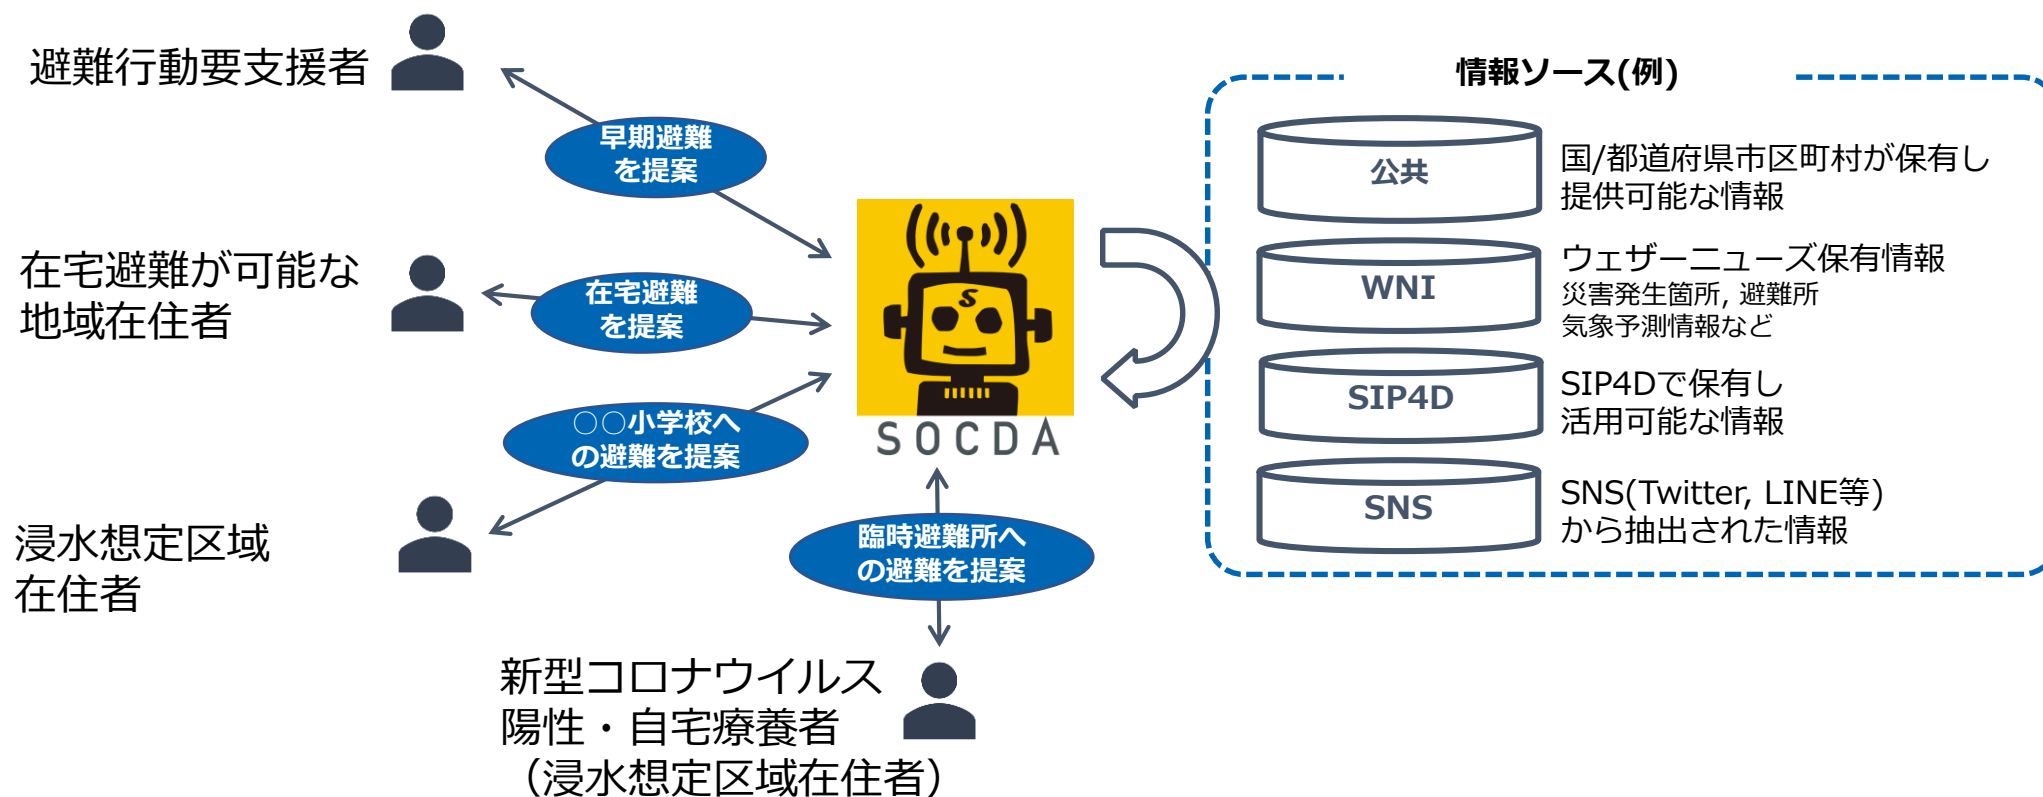 避難行動要支援者
早期避難
を提案
在宅避難が可能な
地域在住者
在宅避難
を提案
浸水想定区域
在住者
○○小学校へ
の避難を提案
新型コロナウイルス
陽性・自宅療養者
（浸水想定区域在住者）
臨時避難所へ
の避難を提案
S
SOCDA
情報ソース(例)
公共
国/都道府県市区町村が保有し
提供可能な情報
WNI
ウェザーニューズ保有情報
災害発生箇所, 避難所
気象予測情報など
SIP4D
SIP4Dで保有し
活用可能な情報
SNS
SNS(Twitter, LINE等)
から抽出された情報